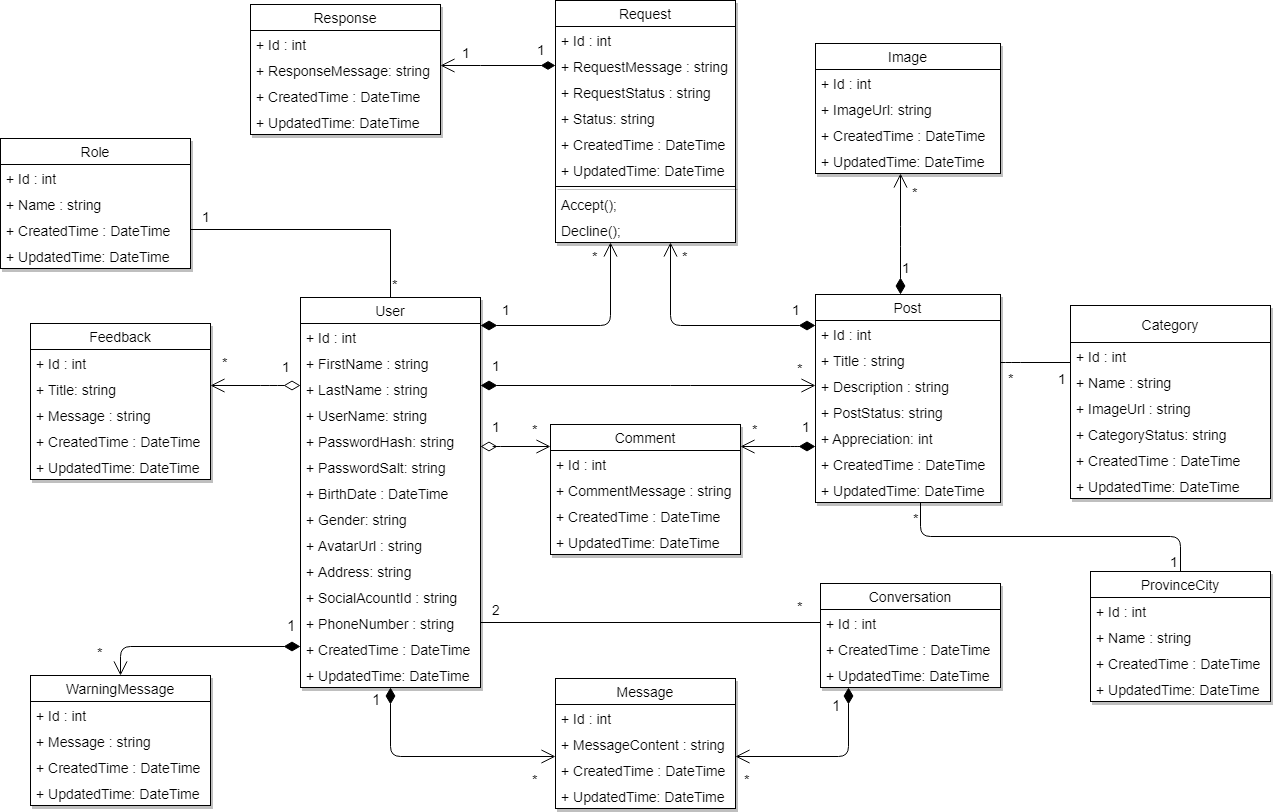 Response
+ Id : int
+ ResponseMessage: string
+ CreatedTime : DateTime
+ UpdatedTime: DateTime
1
1
Request
+ Id : int
+ RequestMessage : string
+ RequestStatus : string
+ Status: string
+ CreatedTime : DateTime
+ UpdatedTime: DateTime
Accept();
Decline();
*
*
Image
+ Id : int
+ ImageUrl: string
+ CreatedTime : DateTime
+ UpdatedTime: DateTime
*
1
Role
+ Id : int
+ Name : string
+ CreatedTime : DateTime
+ UpdatedTime: DateTime
1
*
Feedback
+ Id : int
+ Title: string
+ Message : string
+ CreatedTime : DateTime
+ UpdatedTime: DateTime
*
1
User
+ Id : int
+ FirstName : string
+ LastName : string
+ UserName: string
+ PasswordHash: string
+ PasswordSalt: string
+ BirthDate : DateTime
+ Gender: string
+ AvatarUrl : string
+ Address: string
+ SocialAcountId : string
+ PhoneNumber : string
+ CreatedTime : DateTime
+ UpdatedTime: DateTime
1
1
1
*
1
*
*
1
Post
+ Id : int
+ Title : string
+ Description : string
+ PostStatus: string
+ Appreciation: int
+ CreatedTime : DateTime
+ UpdatedTime: DateTime
*
1
Category
+ Id : int
+ Name : string
+ ImageUrl : string
+ CategoryStatus: string
+ CreatedTime : DateTime
+ UpdatedTime: DateTime
Comment
+ Id : int
+ CommentMessage : string
+ CreatedTime : DateTime
+ UpdatedTime: DateTime
*
1
ProvinceCity
+ Id : int
+ Name : string
+ CreatedTime : DateTime
+ UpdatedTime: DateTime
2
*
Conversation
+ Id : int
+ CreatedTime : DateTime
+ UpdatedTime: DateTime
1
*
WarningMessage
+ Id : int
+ Message : string
+ CreatedTime : DateTime
+ UpdatedTime: DateTime
1
*
Message
+ Id : int
+ MessageContent : string
+ CreatedTime : DateTime
+ UpdatedTime: DateTime
1
*